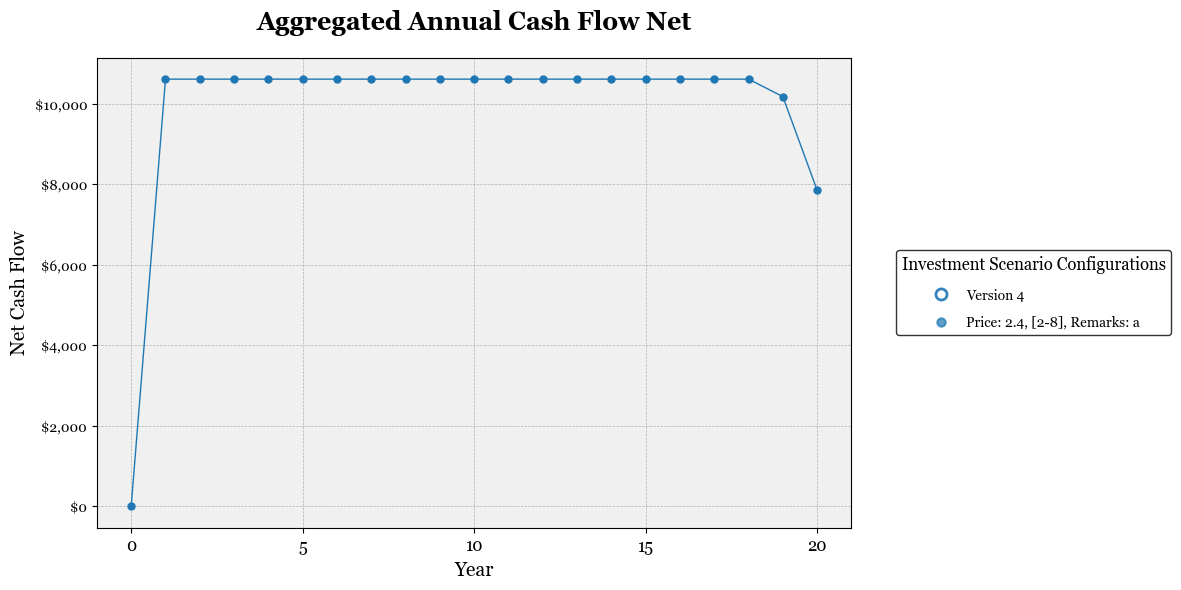 Aggregated Annual Cash Flow Net
$10,000
$8,000
$6,000
$4,000
$2,000
$0
Net Cash Flow
0 5 10 15 20
Year
Investment Scenario Configurations
Version 4
Price: 2.4, [2-8], Remarks: a